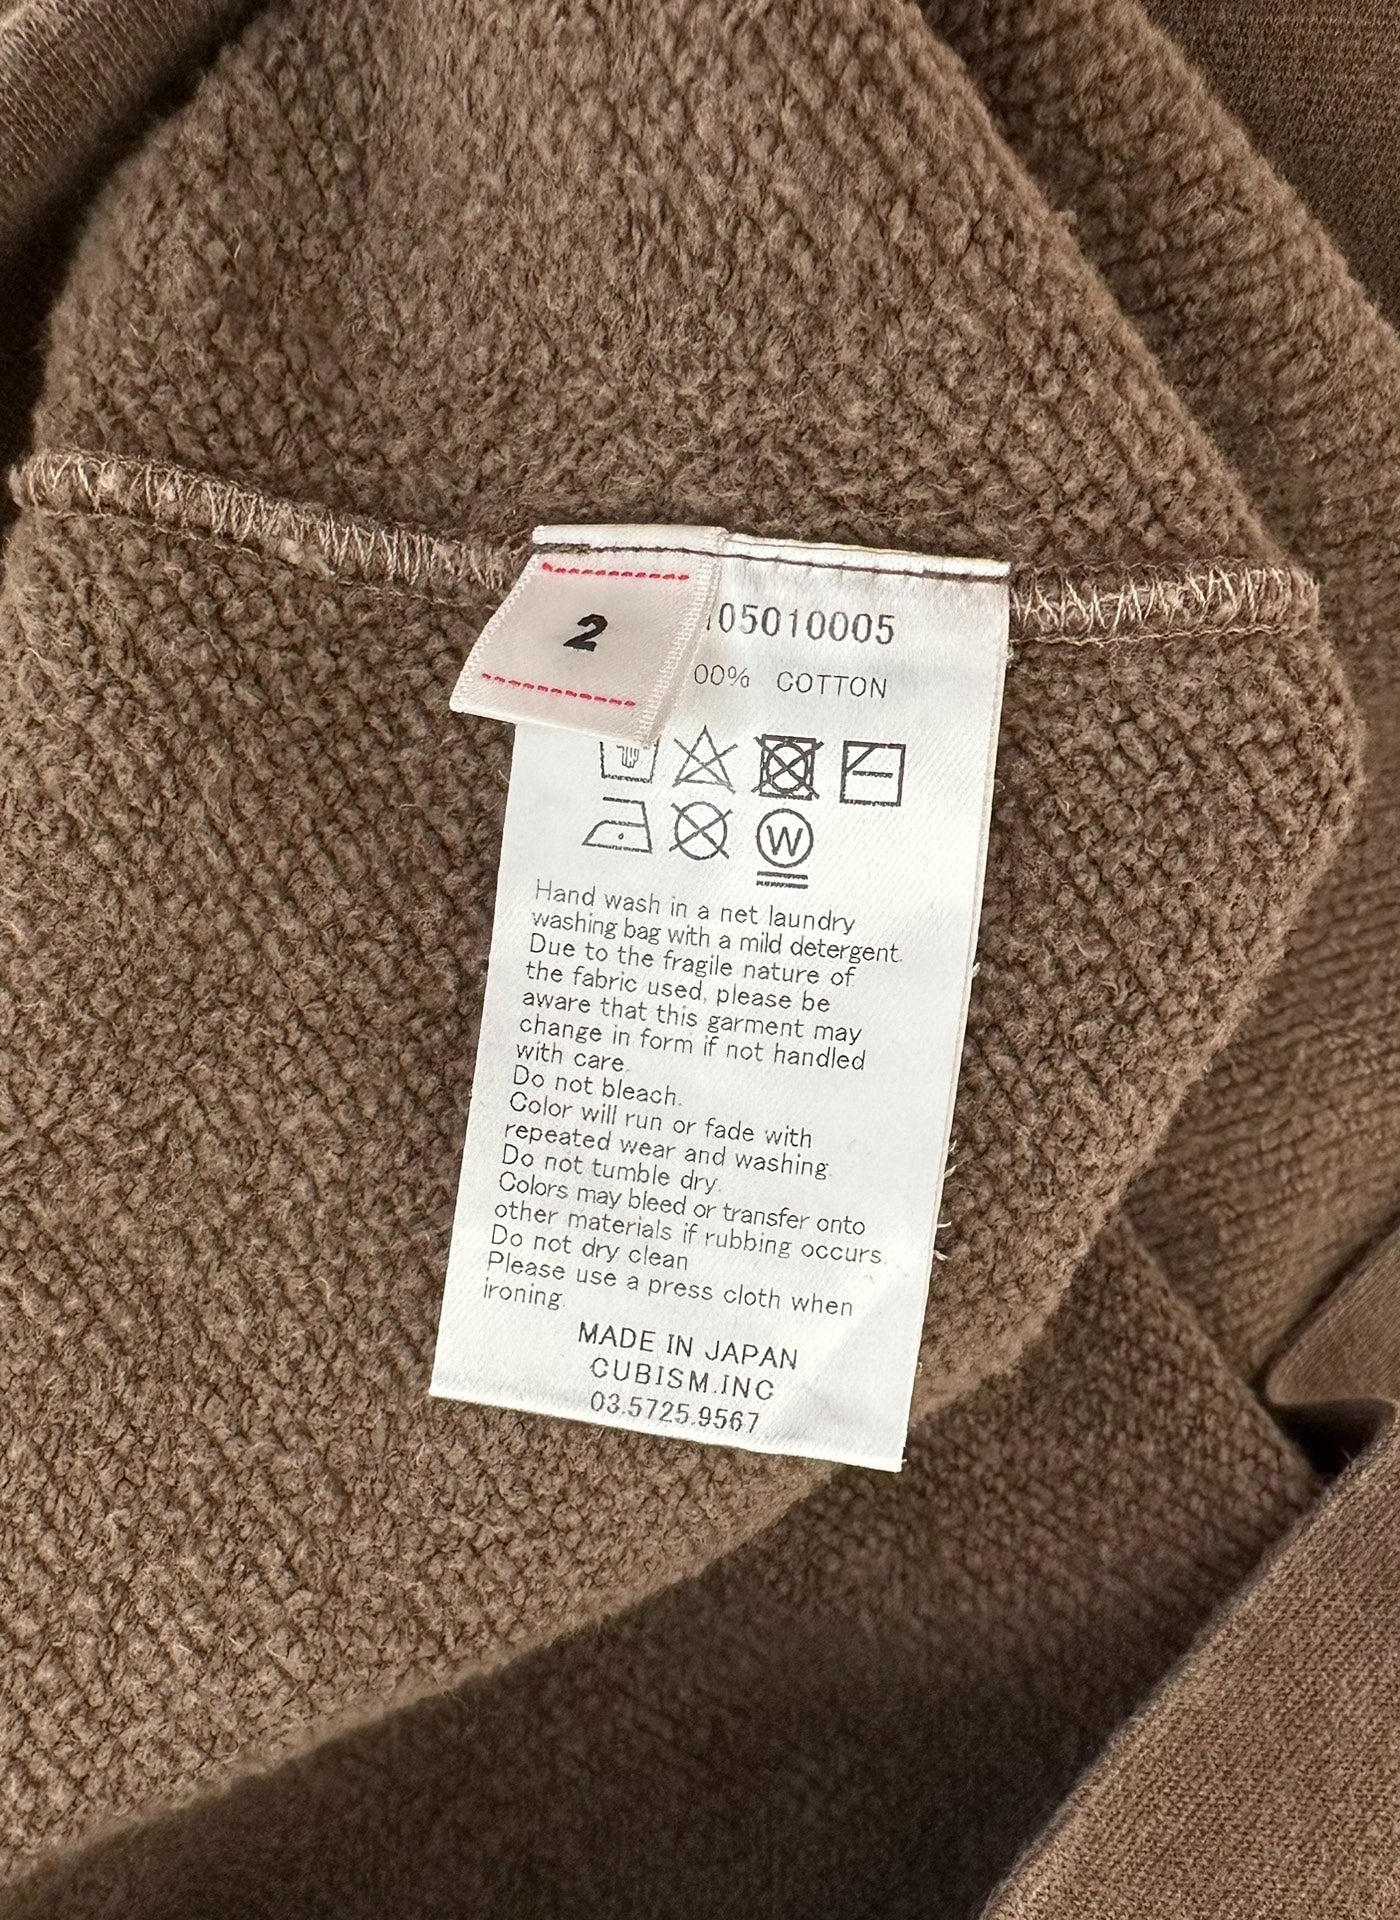 2
05010005
00% COTTON
W
Hand wash in a net laundry
washing bag with a mild detergent.
Due to the fragile nature of
the fabric used, please be
aware that this garment may
change in form if not handled
with care.
Do not bleach.
Color will run or fade with
repeated wear and washing.
Do not tumble dry.
Colors may bleed or transfer onto
other materials if rubbing occurs.
Do not dry clean
Please use a press cloth when
ironing.
MADE IN JAPAN
CUBISM.INC
03.5725.9567